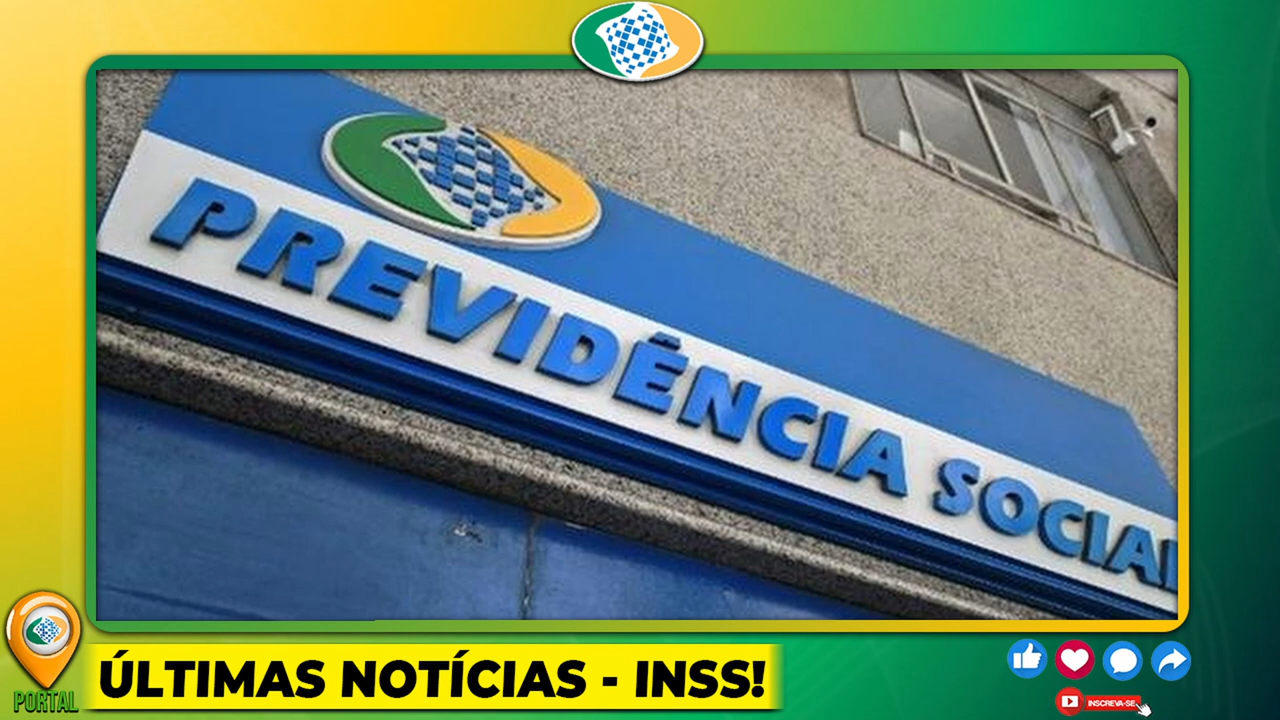 PREVIDÊNCIA SOCIAL
ÚLTIMAS NOTÍCIAS - INSS!
PORTAL
INSCREVA-SE